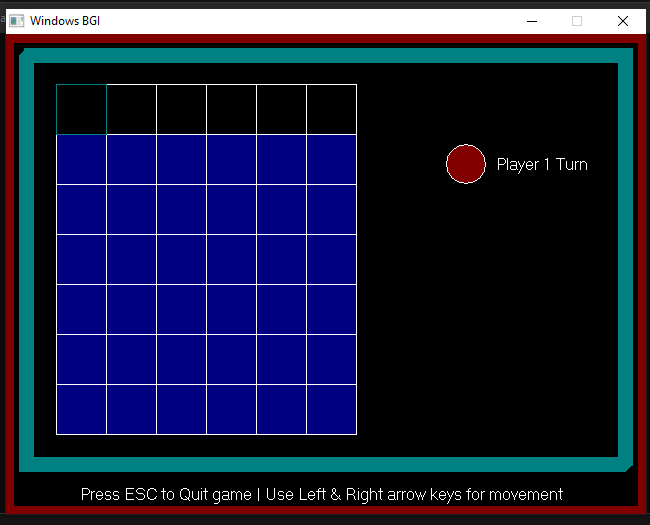 Windows BGI
Player 1 Turn
Press ESC to Quit game | Use Left & Right arrow keys for movement